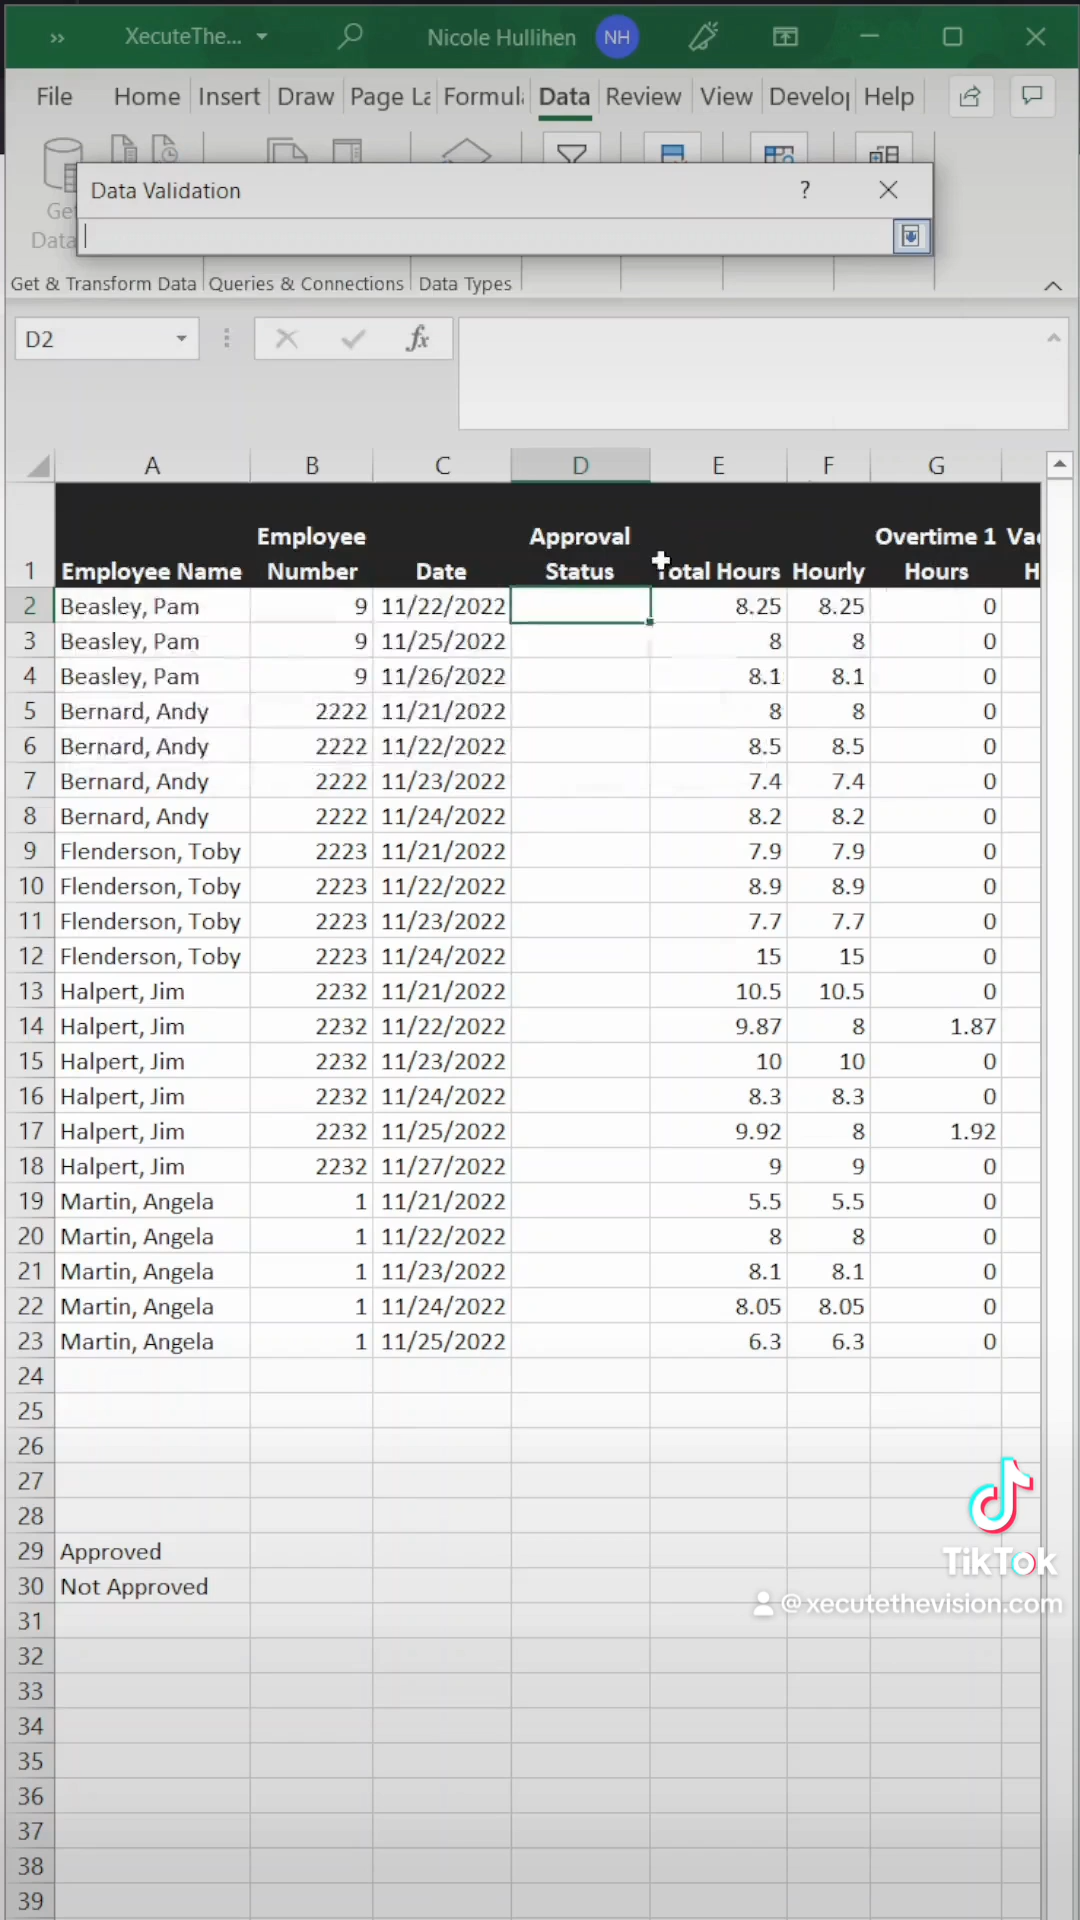 XecuteThe...
Nicole Hullihen NH
File Home Insert Draw Page La Formul Data Review View Develop Help
Data Validation ?
Get
Data
Get & Transform Data Queries & Connections Data Types
D2 fx
A B C D E F G
1 Employee Name Employee Number Date Approval Status Total Hours Hourly Overtime 1 Hours Vac H
2 Beasley, Pam 9 11/22/2022 8.25 8.25 0
3 Beasley, Pam 9 11/25/2022 8 8 0
4 Beasley, Pam 9 11/26/2022 8.1 8.1 0
5 Bernard, Andy 2222 11/21/2022 8 8 0
6 Bernard, Andy 2222 11/22/2022 8.5 8.5 0
7 Bernard, Andy 2222 11/23/2022 7.4 7.4 0
8 Bernard, Andy 2222 11/24/2022 8.2 8.2 0
9 Flenderson, Toby 2223 11/21/2022 7.9 7.9 0
10 Flenderson, Toby 2223 11/22/2022 8.9 8.9 0
11 Flenderson, Toby 2223 11/23/2022 7.7 7.7 0
12 Flenderson, Toby 2223 11/24/2022 15 15 0
13 Halpert, Jim 2232 11/21/2022 10.5 10.5 0
14 Halpert, Jim 2232 11/22/2022 9.87 8 1.87
15 Halpert, Jim 2232 11/23/2022 10 10 0
16 Halpert, Jim 2232 11/24/2022 8.3 8.3 0
17 Halpert, Jim 2232 11/25/2022 9.92 8 1.92
18 Halpert, Jim 2232 11/27/2022 9 9 0
19 Martin, Angela 1 11/21/2022 5.5 5.5 0
20 Martin, Angela 1 11/22/2022 8 8 0
21 Martin, Angela 1 11/23/2022 8.1 8.1 0
22 Martin, Angela 1 11/24/2022 8.05 8.05 0
23 Martin, Angela 1 11/25/2022 6.3 6.3 0
24
25
26
27
28
29 Approved
30 Not Approved
TikTok
@xecutethevision.com
31
32
33
34
35
36
37
38
39